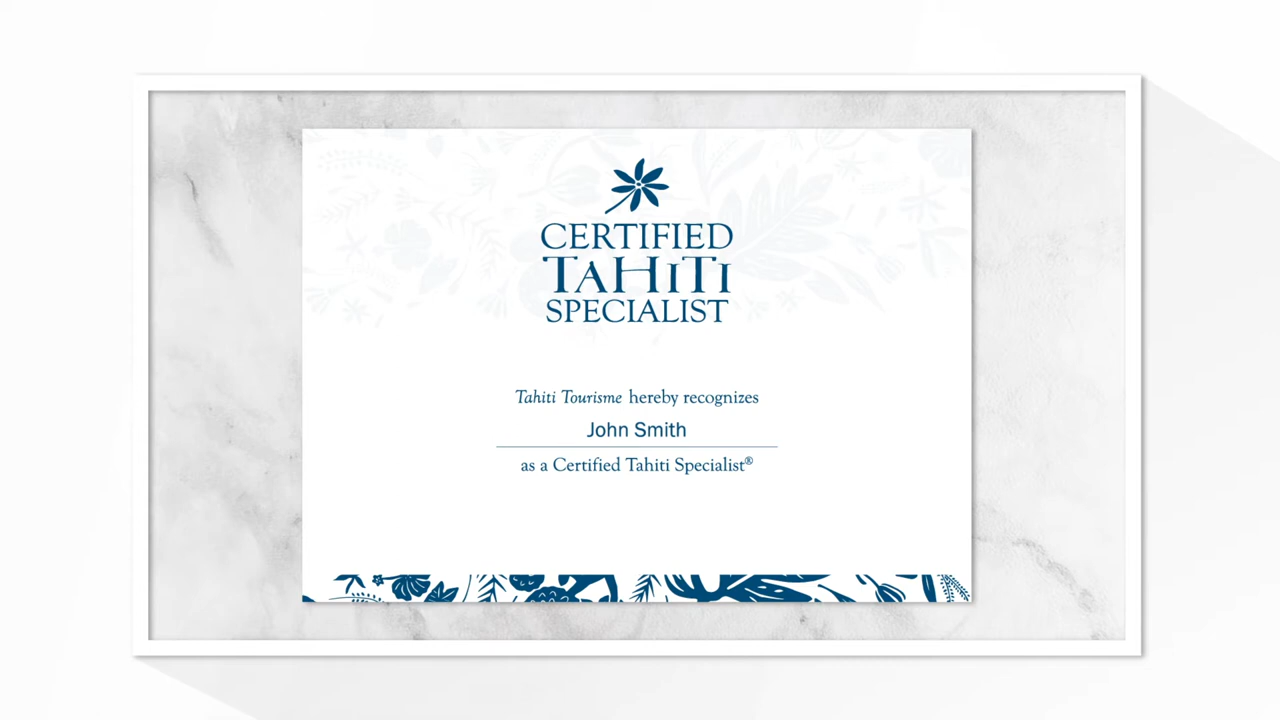 CERTIFIED
TAHITI
SPECIALIST
Tahiti Tourisme hereby recognizes
John Smith
as a Certified Tahiti Specialist®